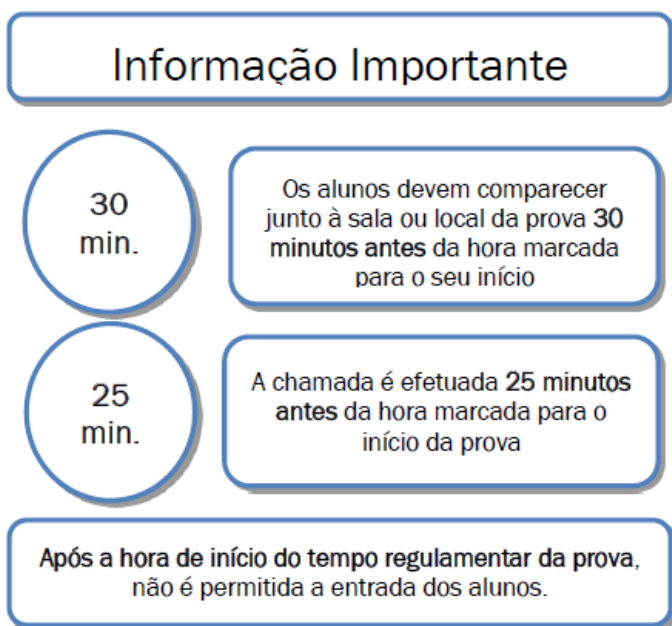 Informação Importante
30
min.
Os alunos devem comparecer
junto à sala ou local da prova 30
minutos antes da hora marcada
para o seu início
25
min.
A chamada é efetuada 25 minutos
antes da hora marcada para o
início da prova
Após a hora de início do tempo regulamentar da prova,
não é permitida a entrada dos alunos.